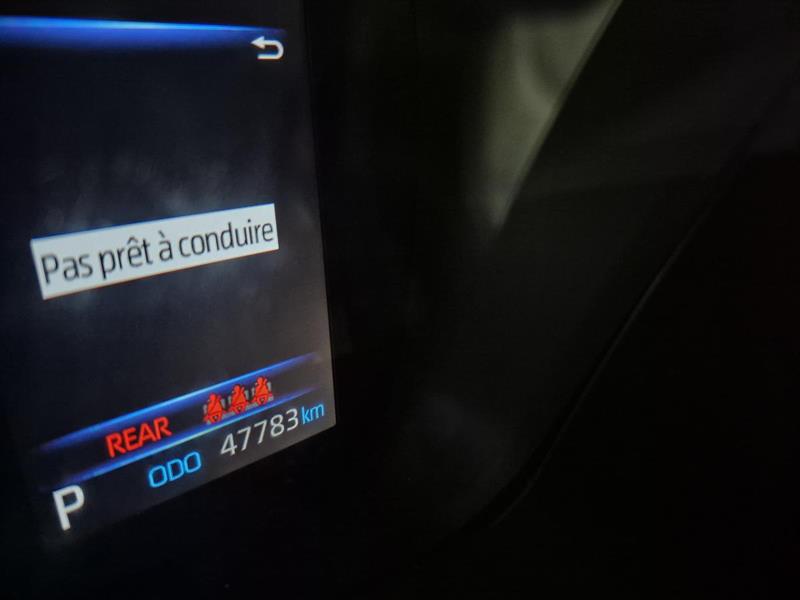 Pas prêt à conduire
REAR
ODO 47783 km
P